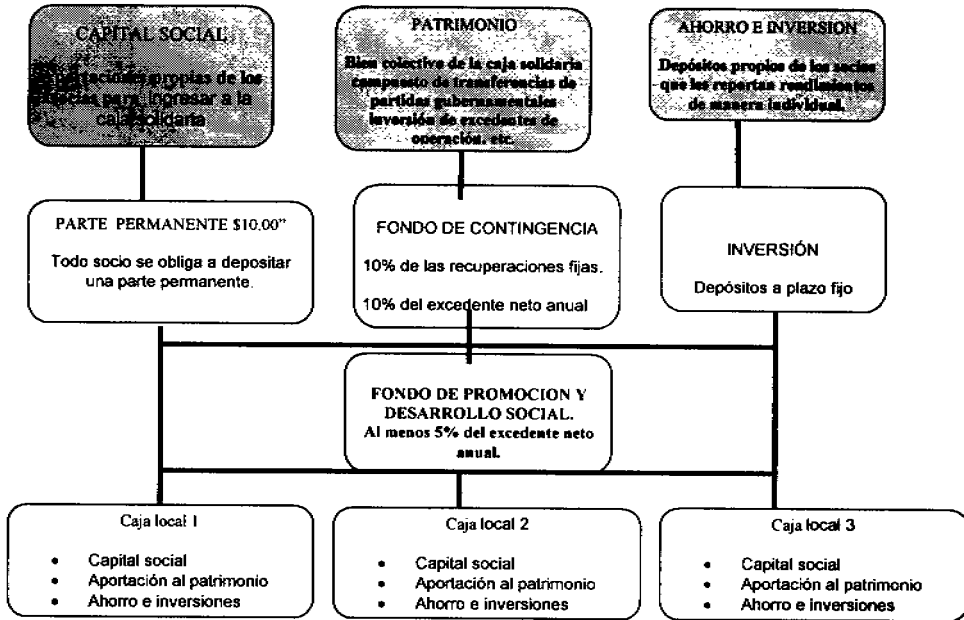 CAPITAL SOCIAL
Aportaciones propias de los
socios para ingresar a la
caja solidaria
PATRIMONIO
Bien colectivo de la caja solidaria
compuesto de transferencias de
partidas gubernamentales
inversión de excedentes de
operación, etc.
AHORRO E INVERSION
Depósitos propios de los socios
que les reportan rendimientos
de manera individual.
PARTE PERMANENTE $10.00"
Todo socio se obliga a depositar
una parte permanente.
FONDO DE CONTINGENCIA
10% de las recuperaciones fijas.
10% del excedente neto anual
INVERSIÓN
Depósitos a plazo fijo
FONDO DE PROMOCION Y
DESARROLLO SOCIAL.
Al menos 5% del excedente neto
anual.
Caja local 1
• Capital social
• Aportación al patrimonio
• Ahorro e inversiones
Caja local 2
• Capital social
• Aportación al patrimonio
• Ahorro e inversiones
Caja local 3
• Capital social
• Aportación al patrimonio
• Ahorro e inversiones